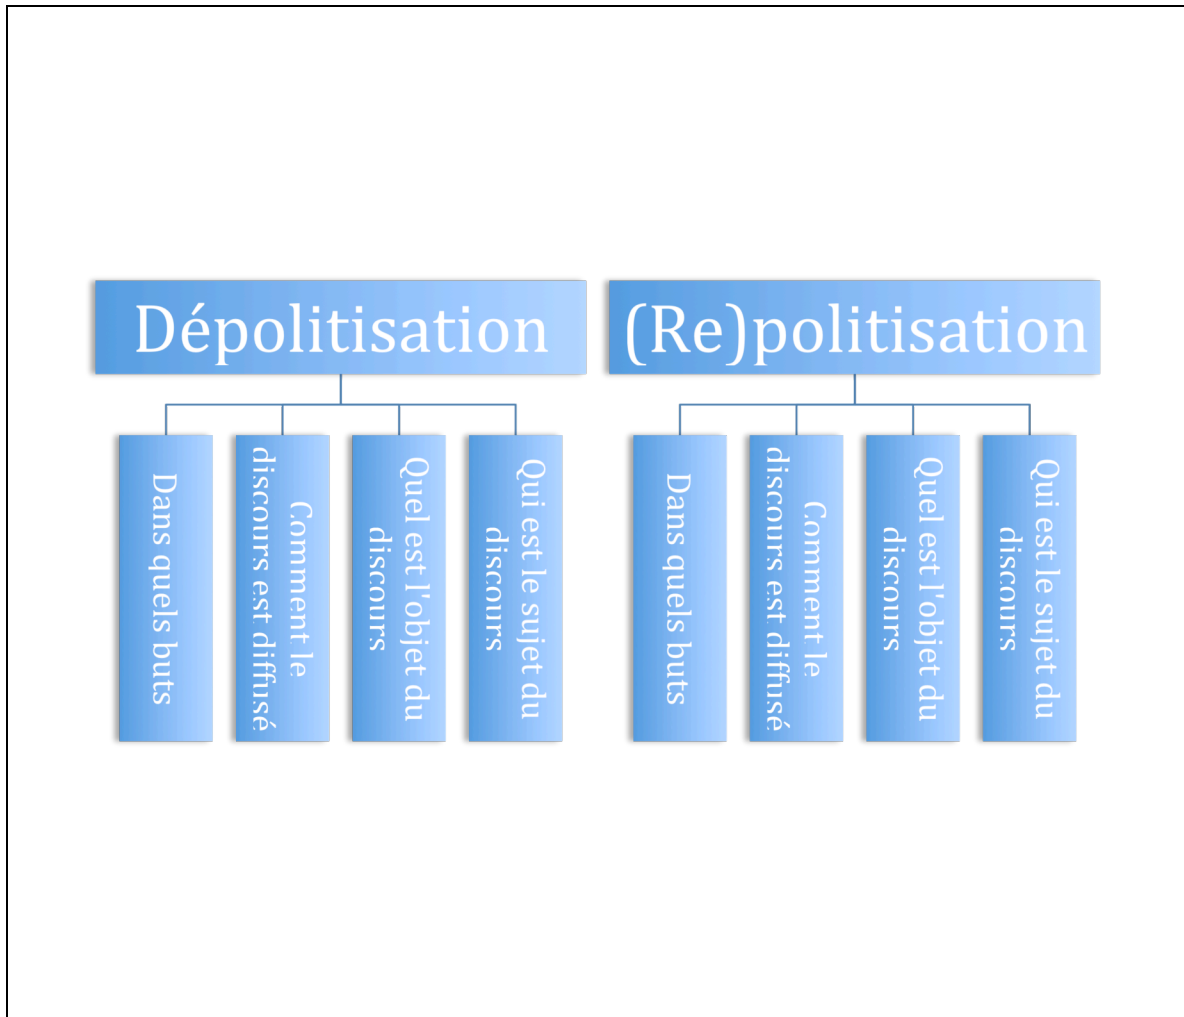 Dépolitisation
Dans quels buts
Comment le
discours est diffusé
Quel est l'objet du
discours
Qui est le sujet du
discours
(Re)politisation
Dans quels buts
Comment le
discours est diffusé
Quel est l'objet du
discours
Qui est le sujet du
discours